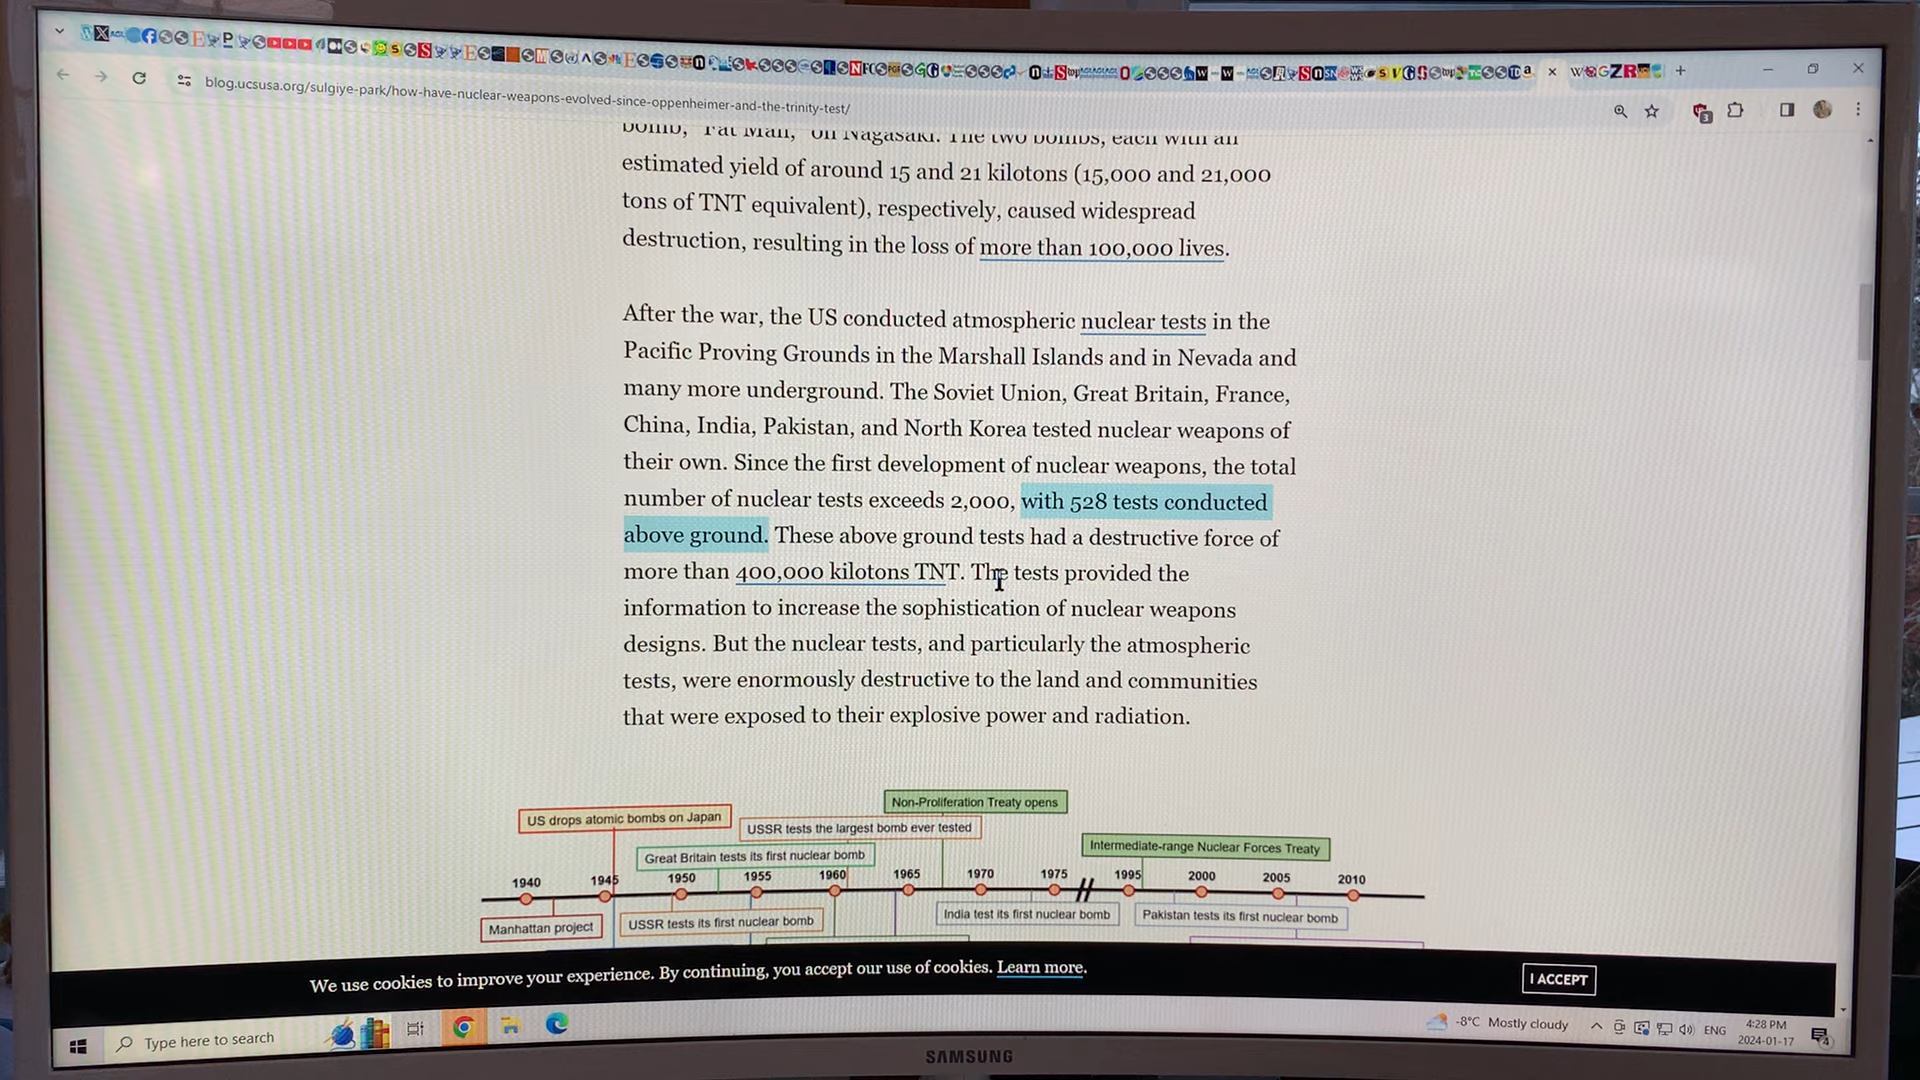 blog.ucsusa.org/sulgiye-park/how-have-nuclear-weapons-evolved-since-oppenheimer-and-the-trinity-test/
bomb, "Fat Man," on Nagasaki. The two bombs, each with an
estimated yield of around 15 and 21 kilotons (15,000 and 21,000
tons of TNT equivalent), respectively, caused widespread
destruction, resulting in the loss of more than 100,000 lives.
After the war, the US conducted atmospheric nuclear tests in the
Pacific Proving Grounds in the Marshall Islands and in Nevada and
many more underground. The Soviet Union, Great Britain, France,
China, India, Pakistan, and North Korea tested nuclear weapons of
their own. Since the first development of nuclear weapons, the total
number of nuclear tests exceeds 2,000, with 528 tests conducted
above ground. These above ground tests had a destructive force of
more than 400,000 kilotons TNT. The tests provided the
information to increase the sophistication of nuclear weapons
designs. But the nuclear tests, and particularly the atmospheric
tests, were enormously destructive to the land and communities
that were exposed to their explosive power and radiation.
Non-Proliferation Treaty opens
US drops atomic bombs on Japan
USSR tests the largest bomb ever tested
Intermediate-range Nuclear Forces Treaty
Great Britain tests its first nuclear bomb
1940 1945 1950 1955 1960 1965 1970 1975 1995 2000 2005 2010
Manhattan project
USSR tests its first nuclear bomb
India test its first nuclear bomb
Pakistan tests its first nuclear bomb
We use cookies to improve your experience. By continuing, you accept our use of cookies. Learn more.
I ACCEPT
Type here to search
-8°C Mostly cloudy
ENG
4:28 PM
2024-01-17
SAMSUNG